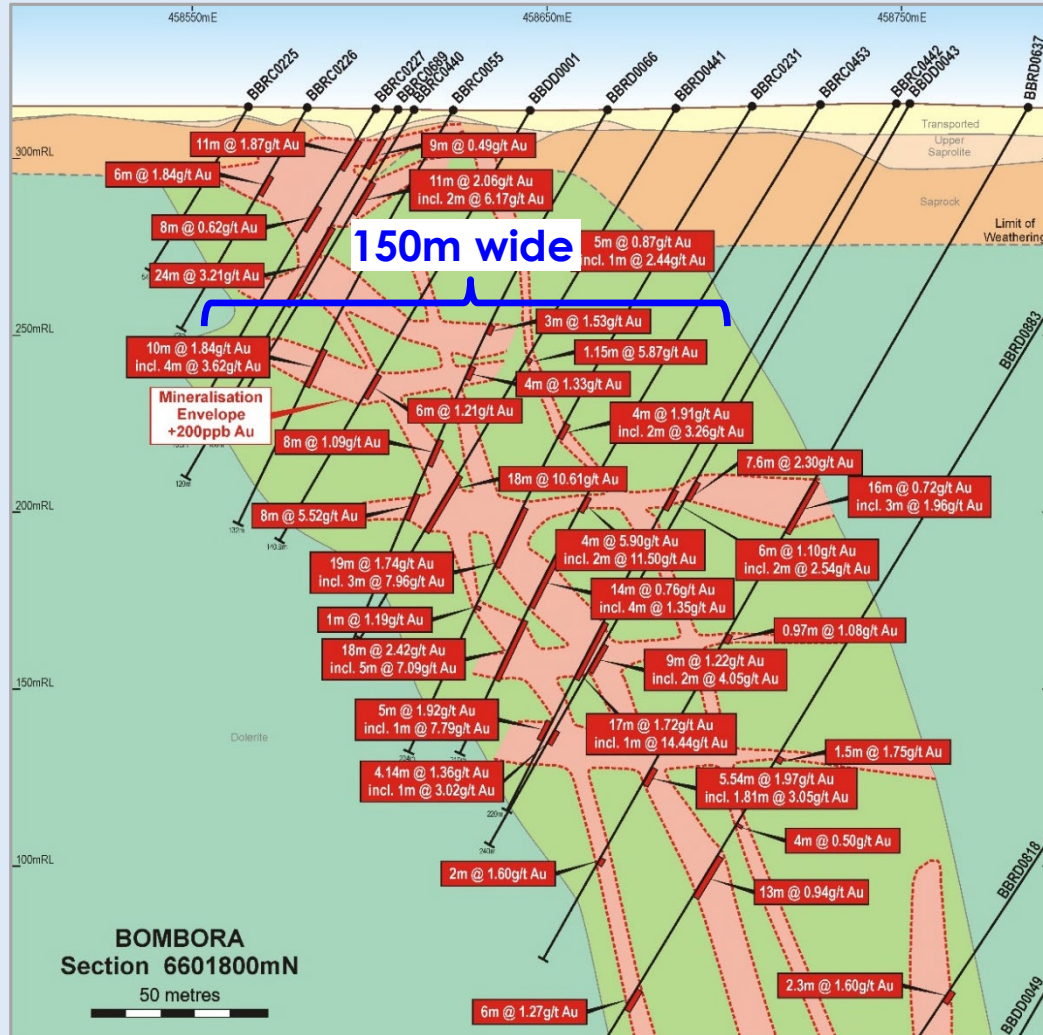 458550mE
458650mE
458750mE
BBRC0225
BBRC0226
BBRC0227
BBRC0689
BBRC0440
BBRC0055
BBDD0001
BBRD0066
BBRD0441
BBRC0231
BBRC0453
BBRC0442
BBDD0043
BBRD0637
Transported
Upper
Saprolite
300mRL
11m @ 1.87g/t Au
9m @ 0.49g/t Au
6m @ 1.84g/t Au
11m @ 2.06g/t Au
incl. 2m @ 6.17g/t Au
Saprock
8m @ 0.62g/t Au
Limit of
Weathering
150m wide
5m @ 0.87g/t Au
incl. 1m @ 2.44g/t Au
24m @ 3.21g/t Au
250mRL
3m @ 1.53g/t Au
BBRD0883
10m @ 1.84g/t Au
incl. 4m @ 3.62g/t Au
1.15m @ 5.87g/t Au
4m @ 1.33g/t Au
Mineralisation
Envelope
+200ppb Au
6m @ 1.21g/t Au
4m @ 1.91g/t Au
incl. 2m @ 3.26g/t Au
8m @ 1.09g/t Au
7.6m @ 2.30g/t Au
120m
18m @ 10.61g/t Au
16m @ 0.72g/t Au
incl. 3m @ 1.96g/t Au
200mRL
8m @ 5.52g/t Au
132m
4m @ 5.90g/t Au
incl. 2m @ 11.50g/t Au
6m @ 1.10g/t Au
incl. 2m @ 2.54g/t Au
19m @ 1.74g/t Au
incl. 3m @ 7.96g/t Au
14m @ 0.76g/t Au
incl. 4m @ 1.35g/t Au
1m @ 1.19g/t Au
0.97m @ 1.08g/t Au
18m @ 2.42g/t Au
incl. 5m @ 7.09g/t Au
9m @ 1.22g/t Au
incl. 2m @ 4.05g/t Au
150mRL
5m @ 1.92g/t Au
incl. 1m @ 7.79g/t Au
17m @ 1.72g/t Au
incl. 1m @ 14.44g/t Au
Dolerite
1.5m @ 1.75g/t Au
4.14m @ 1.36g/t Au
incl. 1m @ 3.02g/t Au
5.54m @ 1.97g/t Au
incl. 1.81m @ 3.05g/t Au
220m
240m
4m @ 0.50g/t Au
100mRL
2m @ 1.60g/t Au
13m @ 0.94g/t Au
BBRD0818
BOMBORA
Section 6601800mN
50 metres
6m @ 1.27g/t Au
2.3m @ 1.60g/t Au
BBDD0049